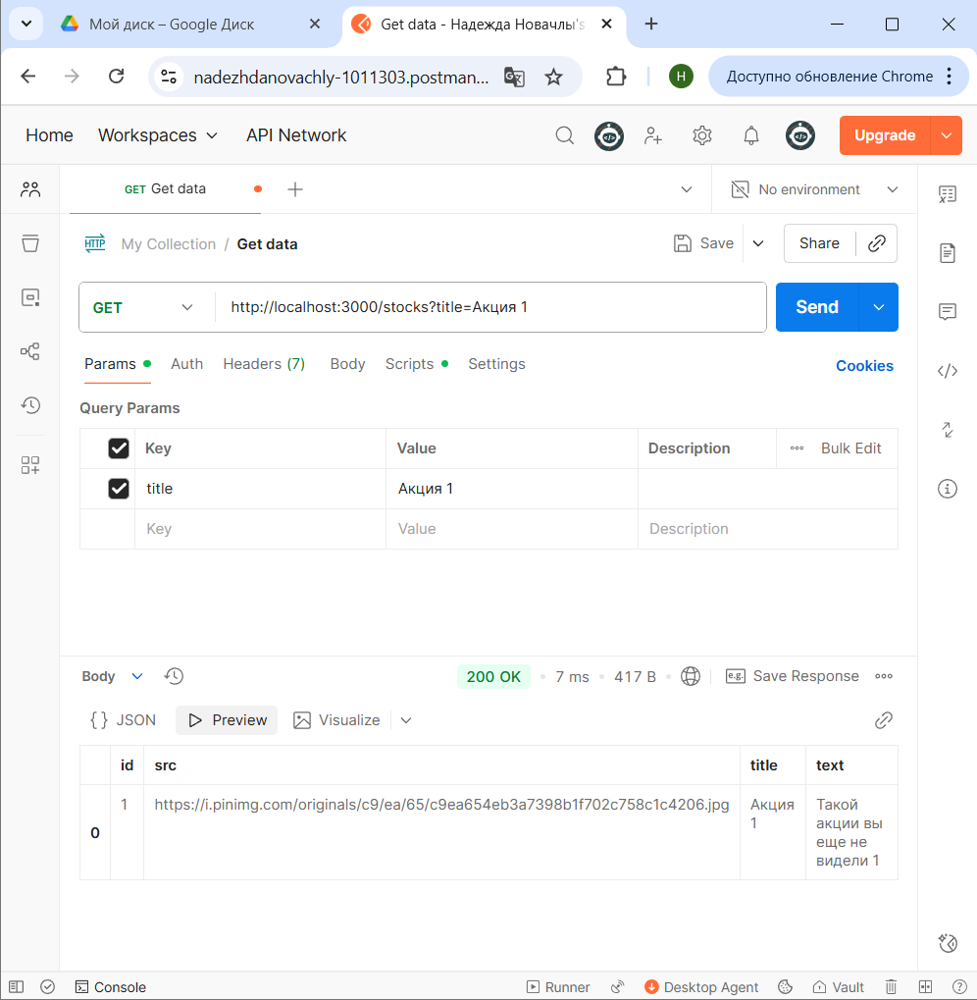 Мой диск – Google Диск
Get data - Надежда Новачлы's
nadezhdanovachly-1011303.postman...
H
Доступно обновление Chrome
Home Workspaces API Network
Upgrade
GET Get data
No environment
HTTP My Collection / Get data
Save
Share
GET
http://localhost:3000/stocks?title=Акция 1
Send
Params Auth Headers (7) Body Scripts Settings
Cookies
Query Params
Key Value Description Bulk Edit
title Акция 1
Key Value Description
Body
200 OK 7 ms 417 B
e.g. Save Response
{} JSON Preview Visualize
id src title text
0 1 https://i.pinimg.com/originals/c9/ea/65/c9ea654eb3a7398b1f702c758c1c4206.jpg Акция 1 Такой
акции вы
еще не
видели 1
Console
Runner
Desktop Agent
Vault